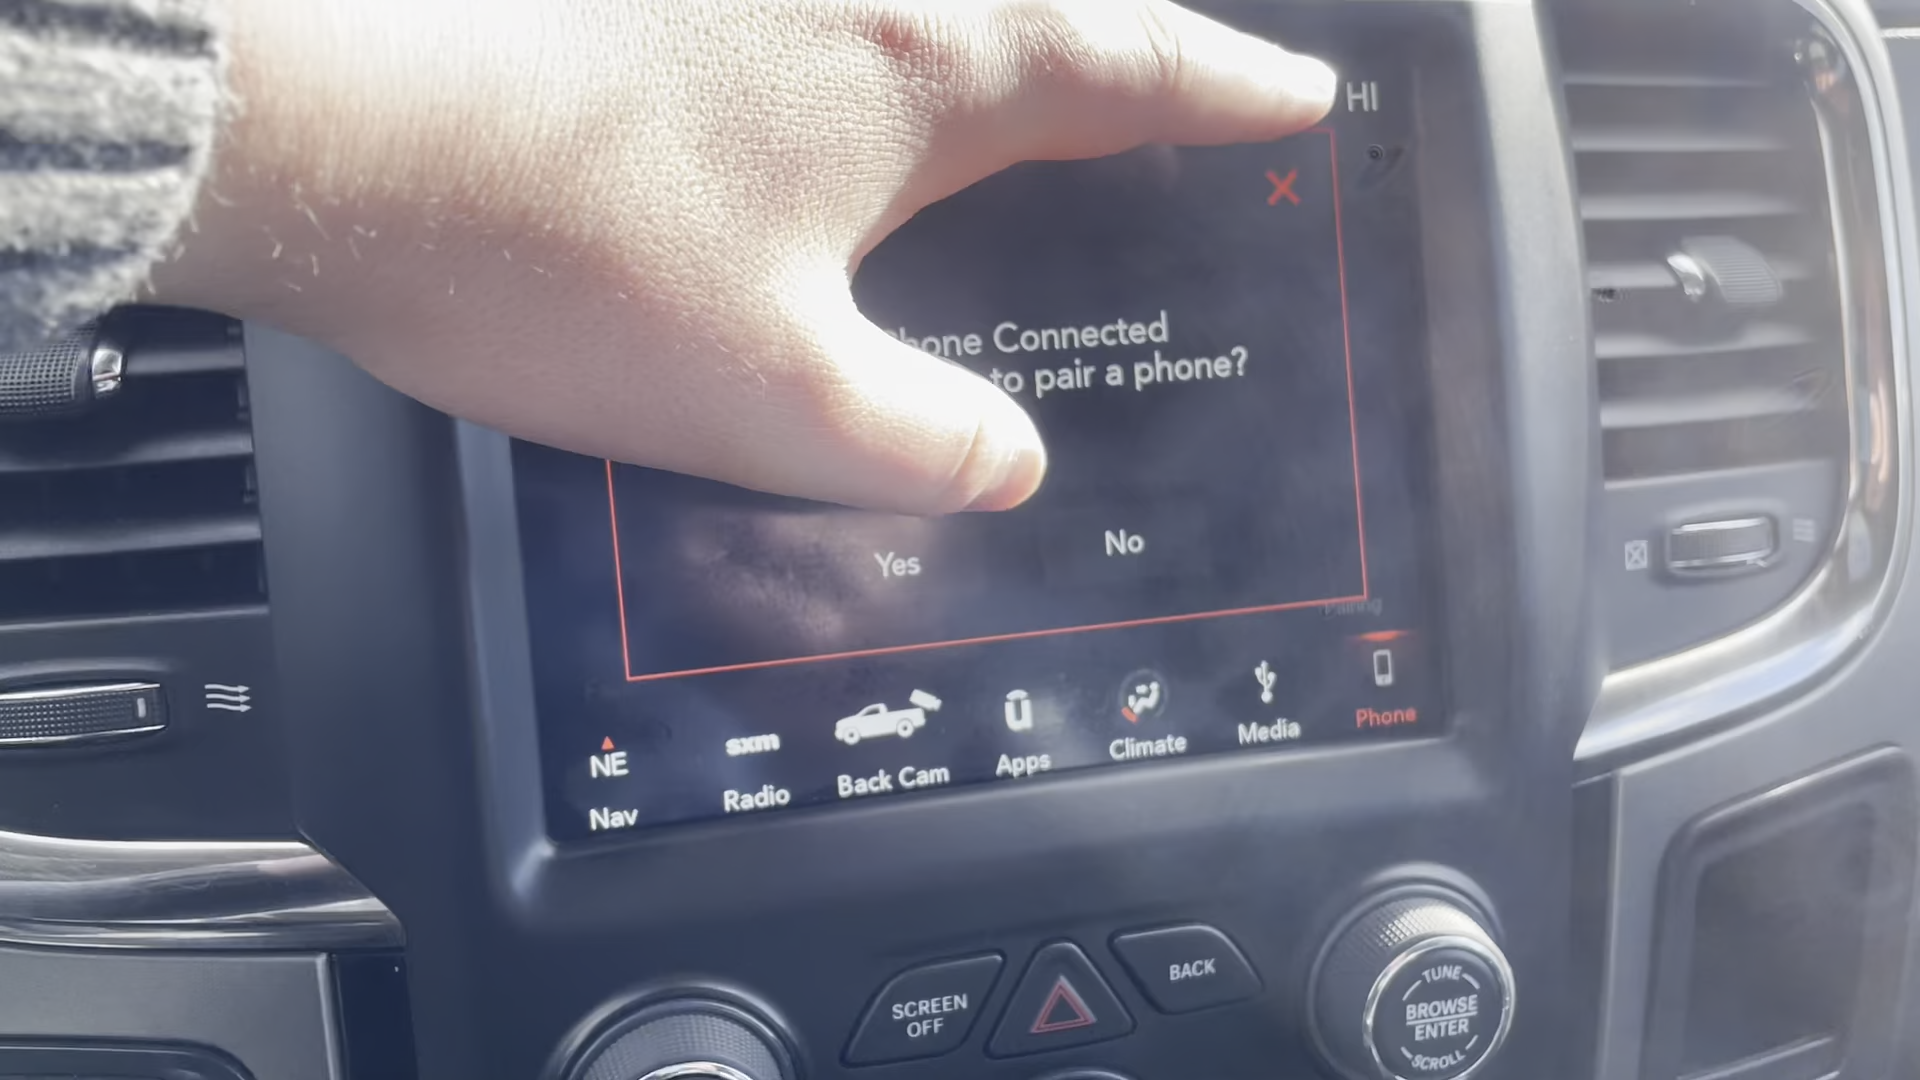 HI
Phone Connected
to pair a phone?
Yes
No
Pairing
NE
Nav
sxm
Radio
Back Cam
Apps
Climate
Media
Phone
SCREEN
OFF
BACK
TUNE
BROWSE
ENTER
SCROLL